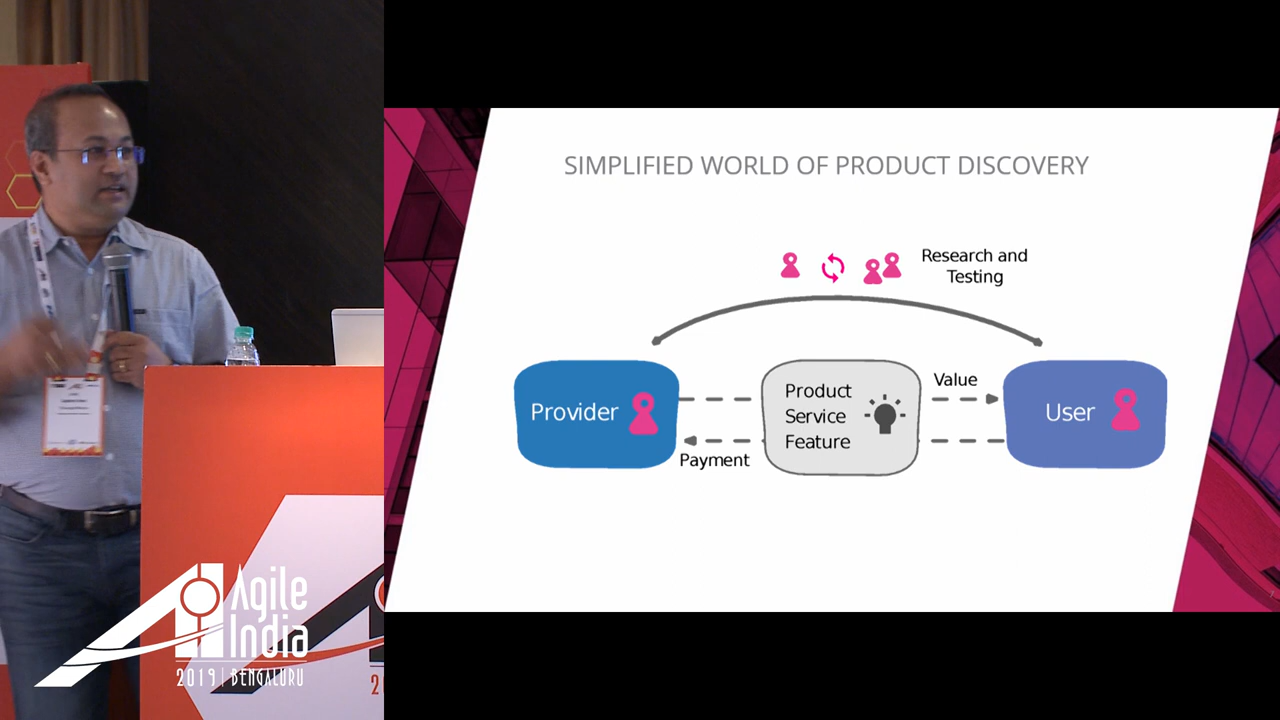 SIMPLIFIED WORLD OF PRODUCT DISCOVERY
Research and
Testing
Provider
Product
Service
Feature
Value
User
Payment
Agile
India
2019 | BENGALURU